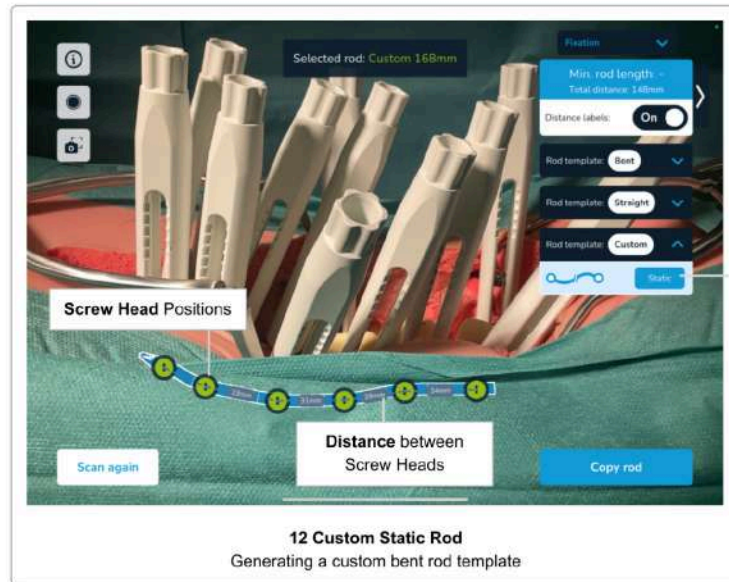 Selected rod: Custom 168mm
Fixation
Min. rod length: -
Total distance: 148mm
Distance labels: On
Rod template: Bent
Rod template: Straight
Rod template: Custom
Static
Screw Head Positions
31mm
34mm
Distance between
Screw Heads
Scan again
Copy rod
12 Custom Static Rod
Generating a custom bent rod template